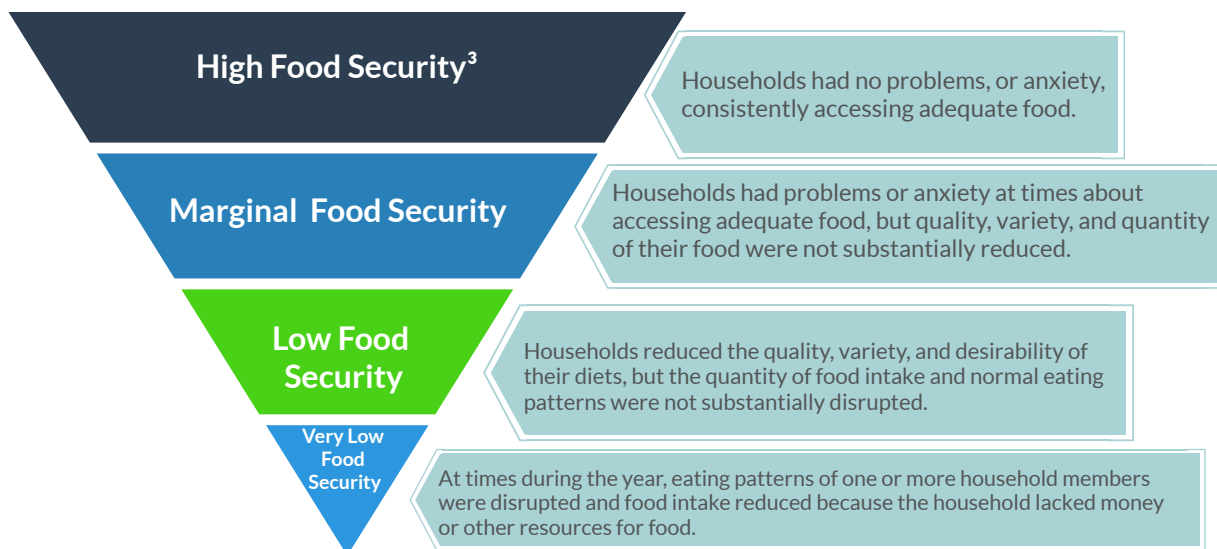 High Food Security³
Households had no problems, or anxiety,
consistently accessing adequate food.
Marginal Food Security
Households had problems or anxiety at times about
accessing adequate food, but quality, variety, and quantity
of their food were not substantially reduced.
Low Food
Security
Households reduced the quality, variety, and desirability of
their diets, but the quantity of food intake and normal eating
patterns were not substantially disrupted.
Very Low
Food
Security
At times during the year, eating patterns of one or more household members
were disrupted and food intake reduced because the household lacked money
or other resources for food.